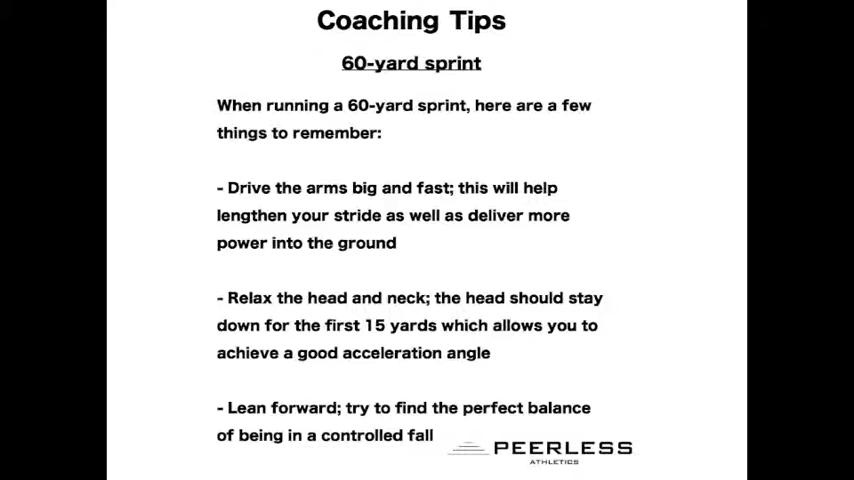 Coaching Tips
60-yard sprint
When running a 60-yard sprint, here are a few
things to remember:
- Drive the arms big and fast; this will help
lengthen your stride as well as deliver more
power into the ground
- Relax the head and neck; the head should stay
down for the first 15 yards which allows you to
achieve a good acceleration angle
- Lean forward; try to find the perfect balance
of being in a controlled fall
PEERLESS
ATHLETICS